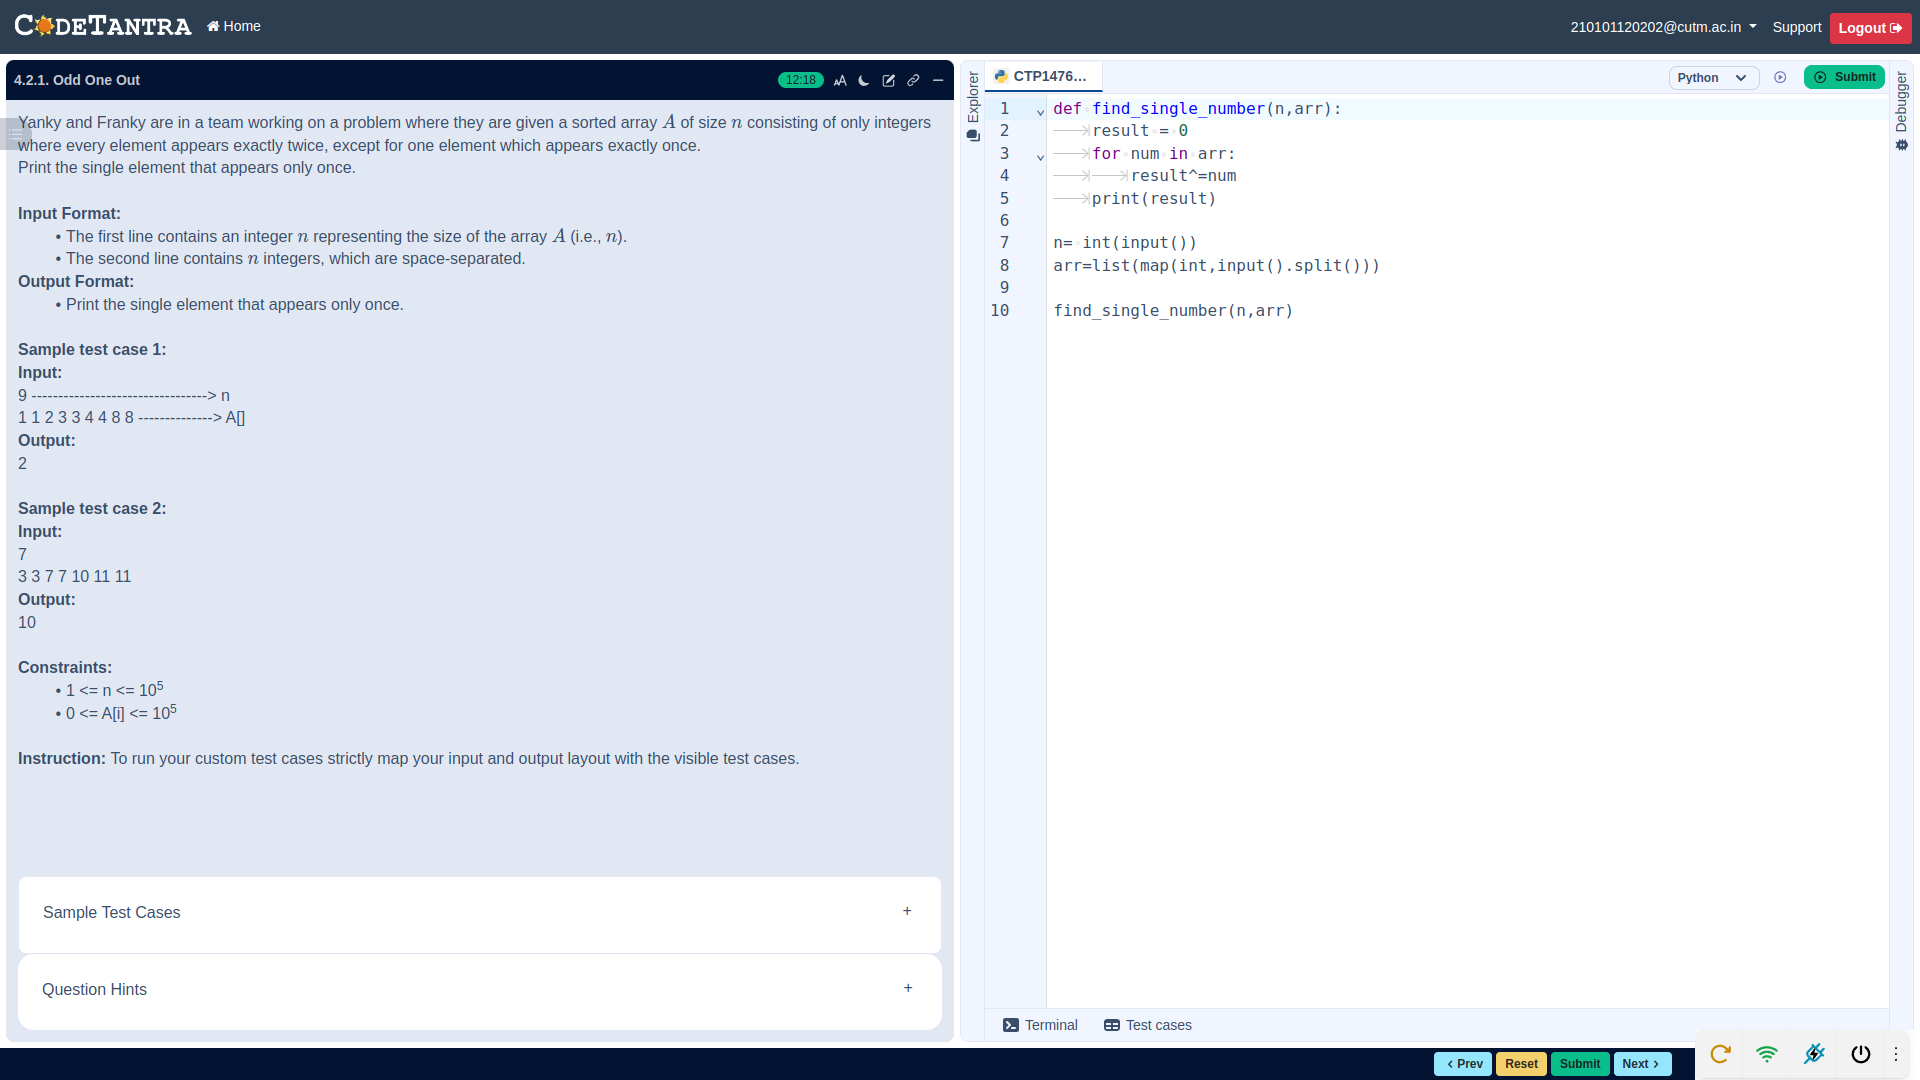 CODETANTRA
Home
210101120202@cutm.ac.in
Support
Logout
4.2.1. Odd One Out
12:18
Yanky and Franky are in a team working on a problem where they are given a sorted array A of size n consisting of only integers
where every element appears exactly twice, except for one element which appears exactly once.
Print the single element that appears only once.
Input Format:
• The first line contains an integer n representing the size of the array A (i.e., n).
• The second line contains n integers, which are space-separated.
Output Format:
• Print the single element that appears only once.
Sample test case 1:
Input:
9 ---------------------------------> n
1 1 2 3 3 4 4 8 8 --------------> A[]
Output:
2
Sample test case 2:
Input:
7
3 3 7 7 10 11 11
Output:
10
Constraints:
• 1 <= n <= 10^5
• 0 <= A[i] <= 10^5
Instruction: To run your custom test cases strictly map your input and output layout with the visible test cases.
Sample Test Cases
+
Question Hints
+
Explorer
CTP1476...
Python
Submit
Debugger
1 def find_single_number(n,arr):
2 result = 0
3 for num in arr:
4 result^=num
5 print(result)
6
7 n= int(input())
8 arr=list(map(int,input().split()))
9
10 find_single_number(n,arr)
Terminal
Test cases
< Prev
Reset
Submit
Next >